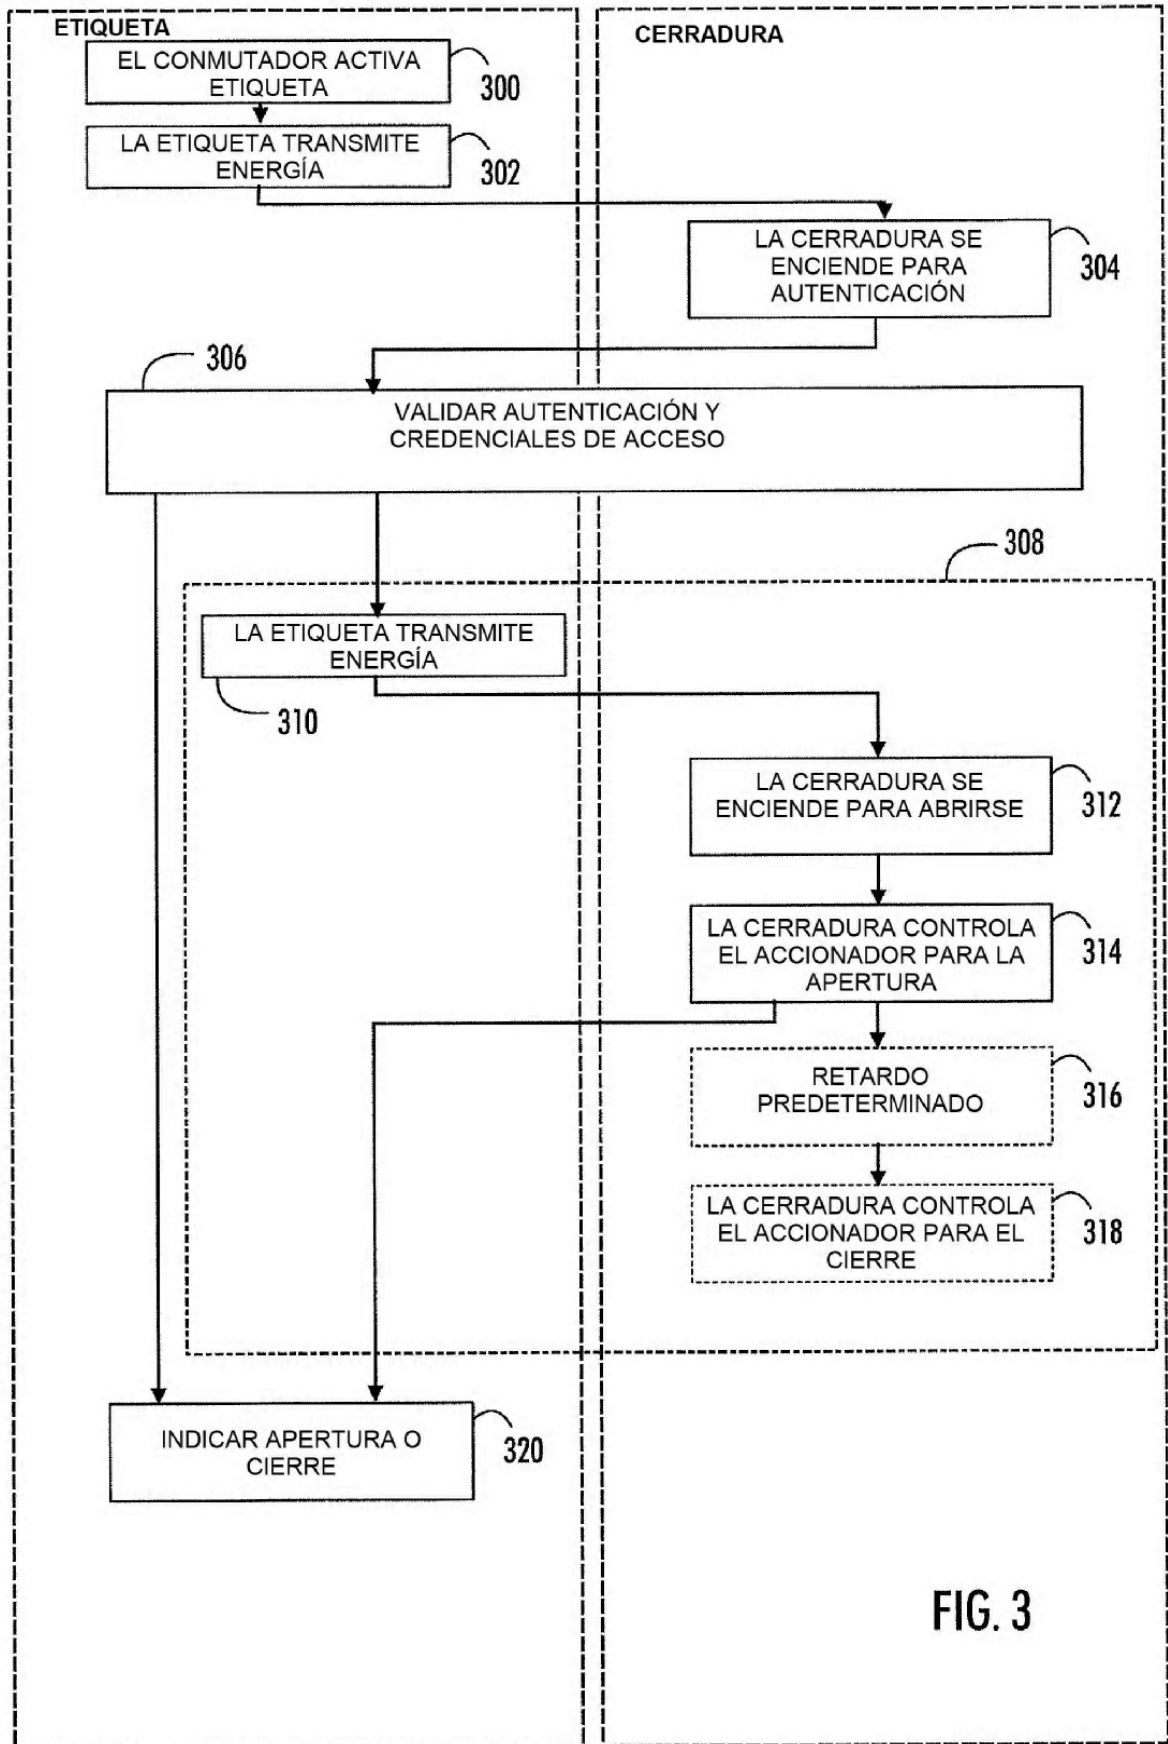 ETIQUETA
CERRADURA
EL CONMUTADOR ACTIVA
ETIQUETA
300
LA ETIQUETA TRANSMITE
ENERGÍA
302
LA CERRADURA SE
ENCIENDE PARA
AUTENTICACIÓN
304
306
VALIDAR AUTENTICACIÓN Y
CREDENCIALES DE ACCESO
308
LA ETIQUETA TRANSMITE
ENERGÍA
310
LA CERRADURA SE
ENCIENDE PARA ABRIRSE
312
LA CERRADURA CONTROLA
EL ACCIONADOR PARA LA
APERTURA
314
RETARDO
PREDETERMINADO
316
LA CERRADURA CONTROLA
EL ACCIONADOR PARA EL
CIERRE
318
INDICAR APERTURA O
CIERRE
320
FIG. 3